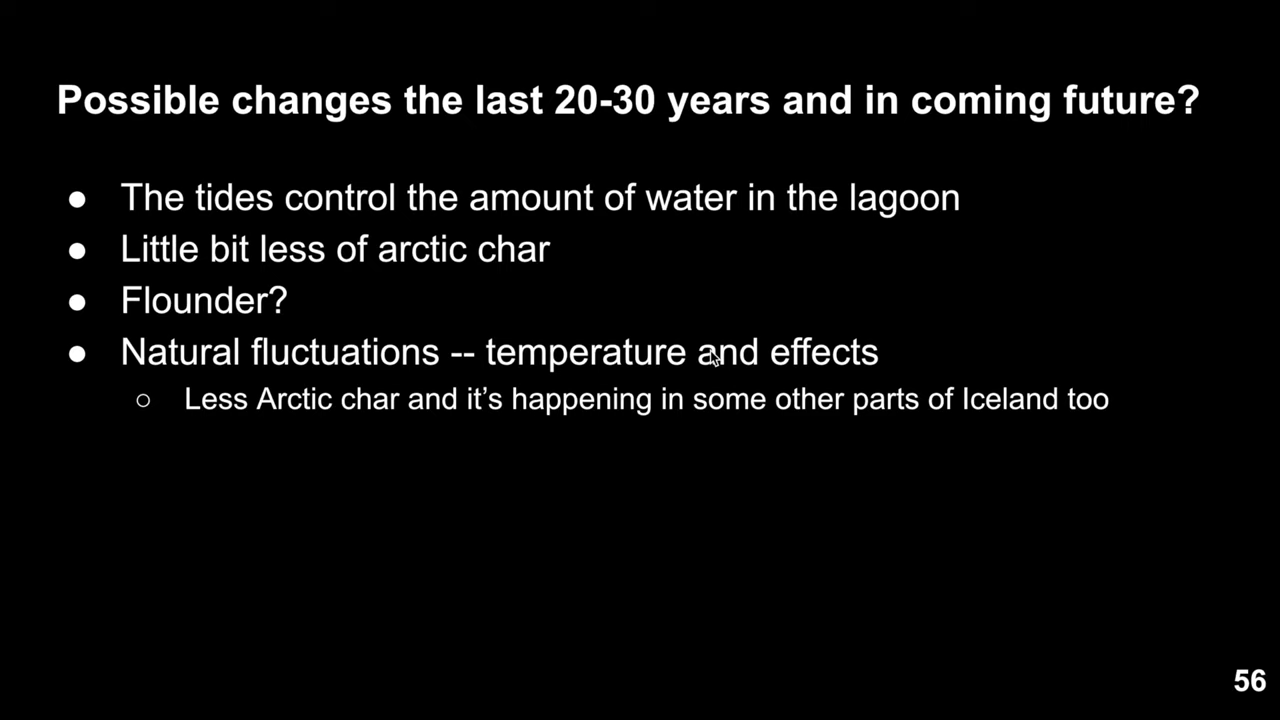 Possible changes the last 20-30 years and in coming future?
● The tides control the amount of water in the lagoon
● Little bit less of arctic char
● Flounder?
● Natural fluctuations -- temperature and effects
○ Less Arctic char and it’s happening in some other parts of Iceland too
56